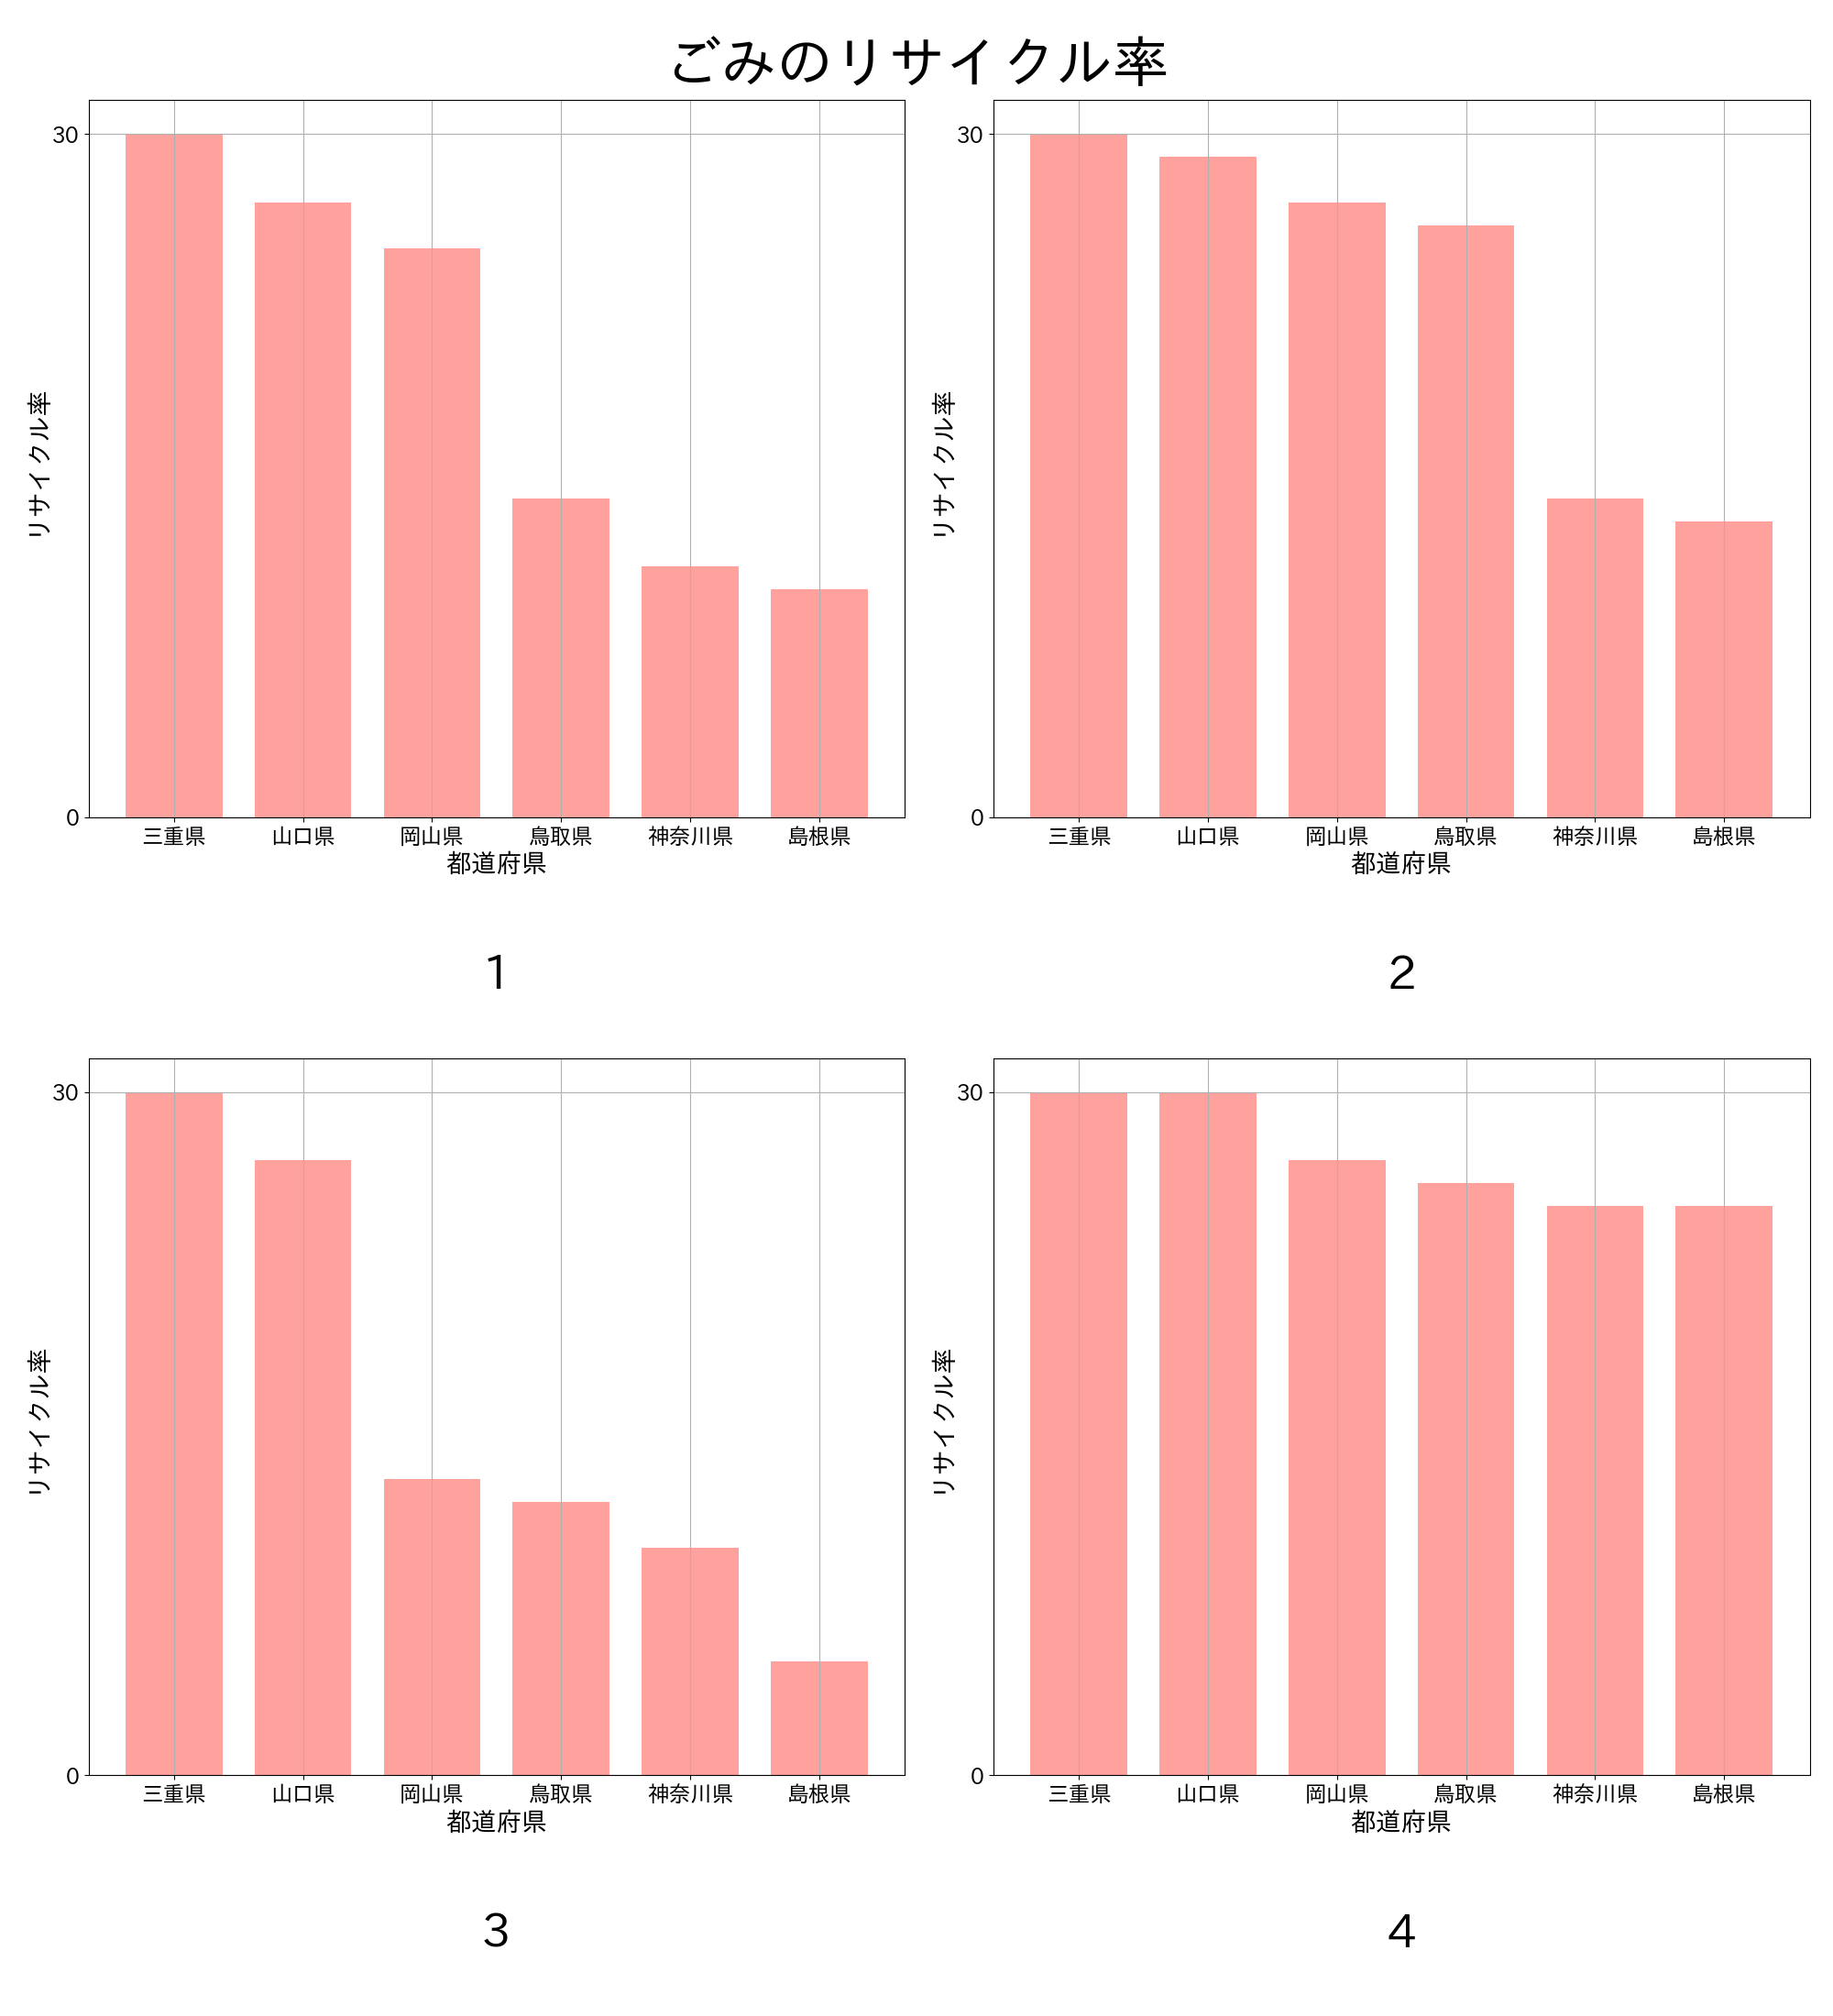 ごみのリサイクル率
30
0
リサイクル率
三重県 山口県 岡山県 鳥取県 神奈川県 島根県
都道府県
1
30
0
リサイクル率
三重県 山口県 岡山県 鳥取県 神奈川県 島根県
都道府県
2
30
0
リサイクル率
三重県 山口県 岡山県 鳥取県 神奈川県 島根県
都道府県
3
30
0
リサイクル率
三重県 山口県 岡山県 鳥取県 神奈川県 島根県
都道府県
4